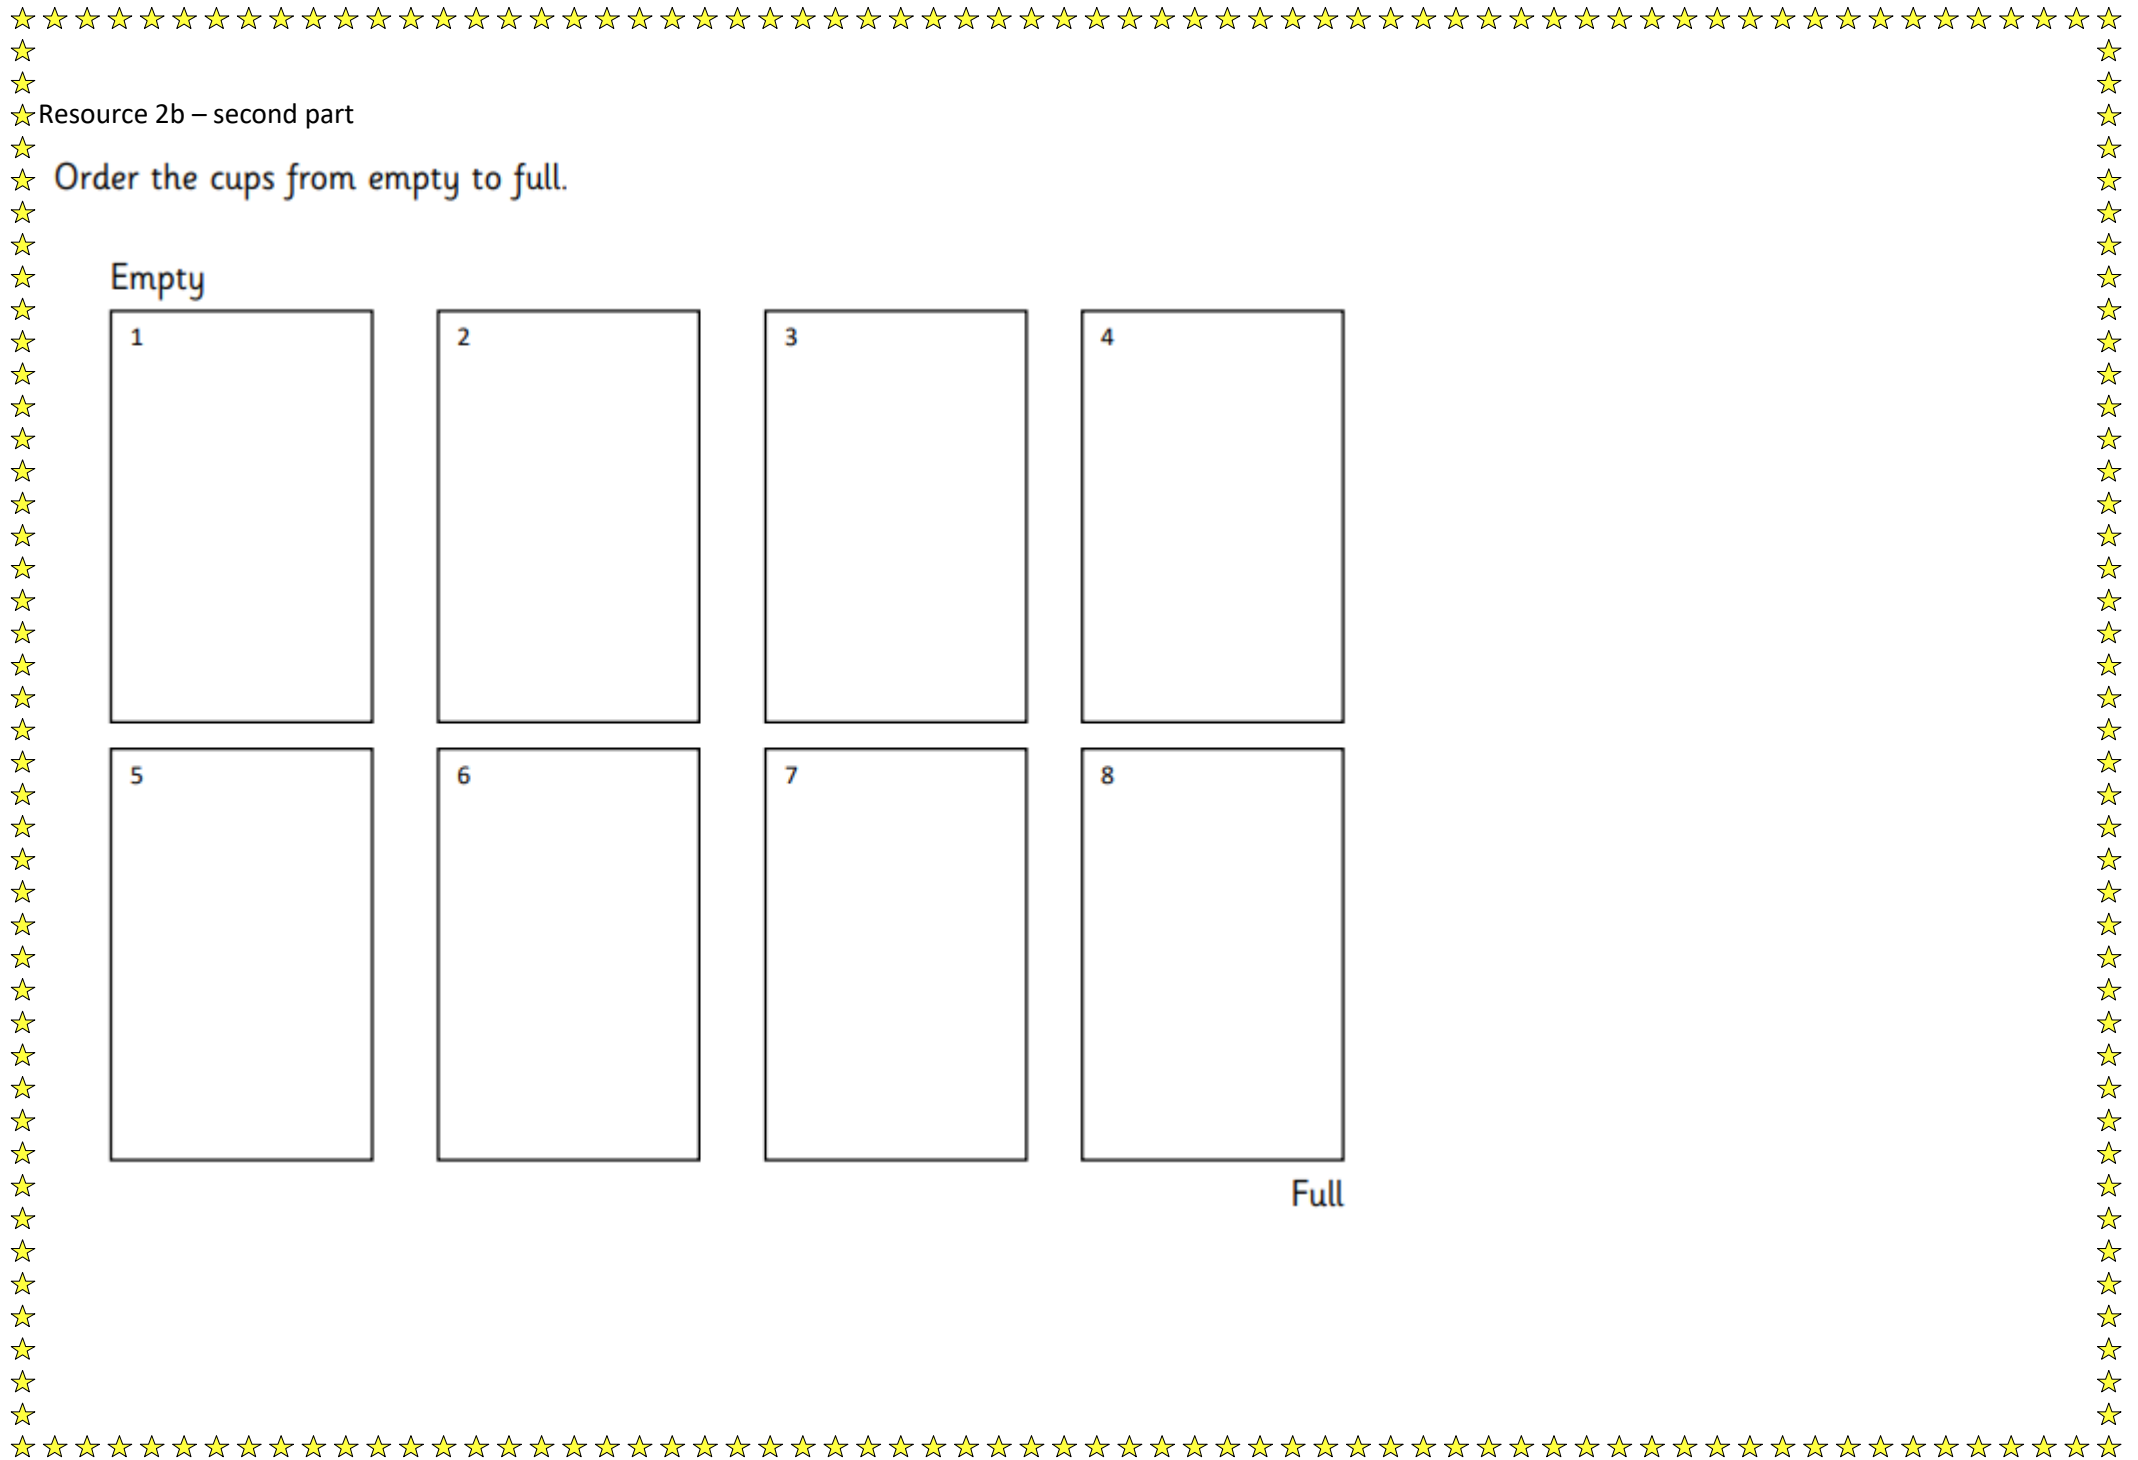 Resource 2b – second part
Order the cups from empty to full.
Empty
1 2 3 4
5 6 7 8
Full